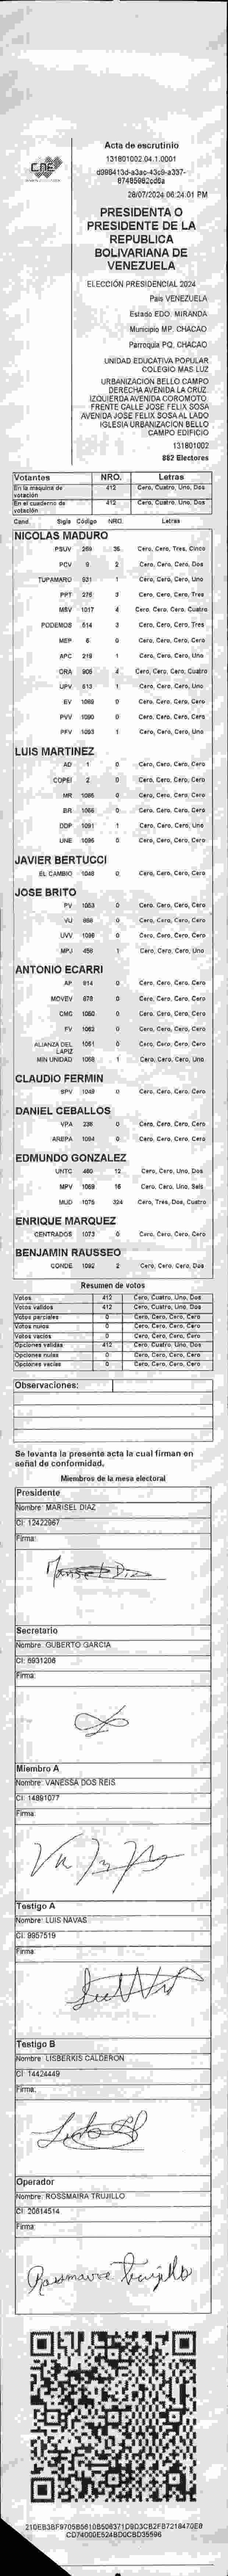 CNE
Acta de escrutinio
131801002.04.1.0001
28/07/2024 06:24:01 PM
PRESIDENTA O
PRESIDENTE DE LA
REPUBLICA
BOLIVARIANA DE
VENEZUELA
ELECCIÓN PRESIDENCIAL 2024
País VENEZUELA
Estado EDO. MIRANDA
Municipio MP. CHACAO
Parroquia PQ. CHACAO
UNIDAD EDUCATIVA POPULAR
COLEGIO MAS LUZ
URBANIZACION BELLO CAMPO
DERECHA AVENIDA LA CRUZ.
IZQUIERDA AVENIDA COROMOTO.
FRENTE CALLE JOSE FELIX SOSA
AVENIDA JOSE FELIX SOSA AL LADO
IGLESIA URBANIZACION BELLO
CAMPO EDIFICIO
131801002
882 Electores
Votantes NRO. Letras
En la máquina de votación 412 Cero, Cuatro, Uno, Dos
En el cuaderno de votación 412 Cero, Cuatro, Uno, Dos
Cand. Sigla Código NRO. Letras
NICOLAS MADURO
PSUV 269 35 Cero, Cero, Tres, Cinco
PCV 9 2 Cero, Cero, Cero, Dos
TUPAMARO 931 1 Cero, Cero, Cero, Uno
PPT 276 3 Cero, Cero, Cero, Tres
MSV 1017 4 Cero, Cero, Cero, Cuatro
PODEMOS 514 3 Cero, Cero, Cero, Tres
MEP 6 0 Cero, Cero, Cero, Cero
APC 219 1 Cero, Cero, Cero, Uno
ORA 905 4 Cero, Cero, Cero, Cuatro
UPV 613 1 Cero, Cero, Cero, Uno
EV 1089 0 Cero, Cero, Cero, Cero
PVV 1090 0 Cero, Cero, Cero, Cero
PFV 1093 1 Cero, Cero, Cero, Uno
LUIS MARTINEZ
AD 1 0 Cero, Cero, Cero, Cero
COPEI 2 0 Cero, Cero, Cero, Cero
MR 1085 0 Cero, Cero, Cero, Cero
BR 1066 0 Cero, Cero, Cero, Cero
DDP 1091 1 Cero, Cero, Cero, Uno
UNE 1095 0 Cero, Cero, Cero, Cero
JAVIER BERTUCCI
EL CAMBIO 1048 0 Cero, Cero, Cero, Cero
JOSE BRITO
PV 1053 0 Cero, Cero, Cero, Cero
VU 868 0 Cero, Cero, Cero, Cero
UVV 1098 0 Cero, Cero, Cero, Cero
MPJ 458 1 Cero, Cero, Cero, Uno
ANTONIO ECARRI
AP 814 0 Cero, Cero, Cero, Cero
MOVEV 678 0 Cero, Cero, Cero, Cero
CMC 1050 0 Cero, Cero, Cero, Cero
FV 1062 0 Cero, Cero, Cero, Cero
ALIANZA DEL LAPIZ 1051 0 Cero, Cero, Cero, Cero
MIN UNIDAD 1068 1 Cero, Cero, Cero, Uno
CLAUDIO FERMIN
SPV 1049 0 Cero, Cero, Cero, Cero
DANIEL CEBALLOS
VPA 238 0 Cero, Cero, Cero, Cero
AREPA 1094 0 Cero, Cero, Cero, Cero
EDMUNDO GONZALEZ
UNTC 460 12 Cero, Cero, Uno, Dos
MPV 1069 16 Cero, Cero, Uno, Seis
MUD 1075 324 Cero, Tres, Dos, Cuatro
ENRIQUE MARQUEZ
CENTRADOS 1073 0 Cero, Cero, Cero, Cero
BENJAMIN RAUSSEO
CONDE 1092 2 Cero, Cero, Cero, Dos
Resumen de votos
Votos 412 Cero, Cuatro, Uno, Dos
Votos validos 412 Cero, Cuatro, Uno, Dos
Votos parciales 0 Cero, Cero, Cero, Cero
Votos nulos 0 Cero, Cero, Cero, Cero
Votos vacios 0 Cero, Cero, Cero, Cero
Opciones validas 412 Cero, Cuatro, Uno, Dos
Opciones nulas 0 Cero, Cero, Cero, Cero
Opciones vacias 0 Cero, Cero, Cero, Cero
Observaciones:
Se levanta la presente acta la cual firman en
señal de conformidad.
Miembros de la mesa electoral
Presidente
Nombre: MARISEL DIAZ
CI: 12422967
Firma:
Marisel Diaz
Secretario
Nombre: GUBERTO GARCIA
CI: 6931206
Firma:
Miembro A
Nombre: VANESSA DOS REIS
CI: 14891077
Firma:
Testigo A
Nombre: LUIS NAVAS
CI: 9957519
Firma:
Testigo B
Nombre: LISBERKIS CALDERON
CI: 14424449
Firma:
Operador
Nombre: ROSSMAIRA TRUJILLO
CI: 20614514
Firma:
Rossmaira Trujillo